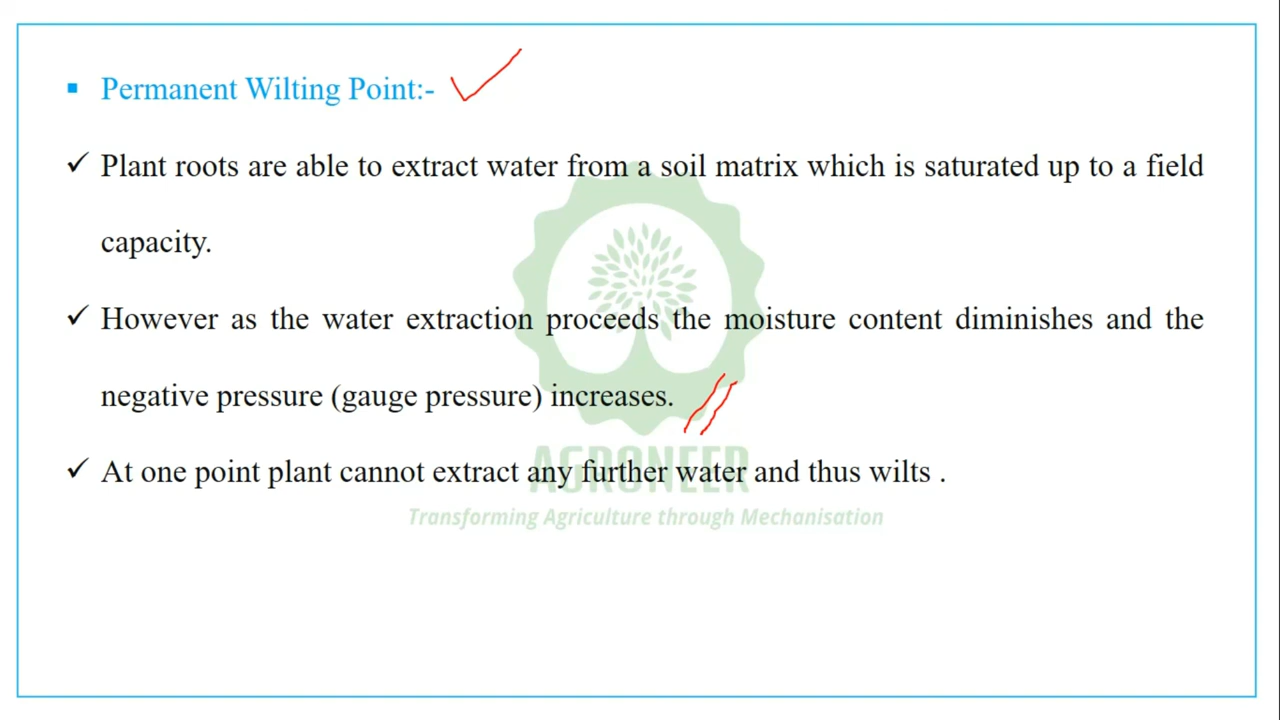 ▪ Permanent Wilting Point:-
✓ Plant roots are able to extract water from a soil matrix which is saturated up to a field
capacity.
✓ However as the water extraction proceeds the moisture content diminishes and the
negative pressure (gauge pressure) increases.
✓ At one point plant cannot extract any further water and thus wilts .
AGRONEER
Transforming Agriculture through Mechanisation